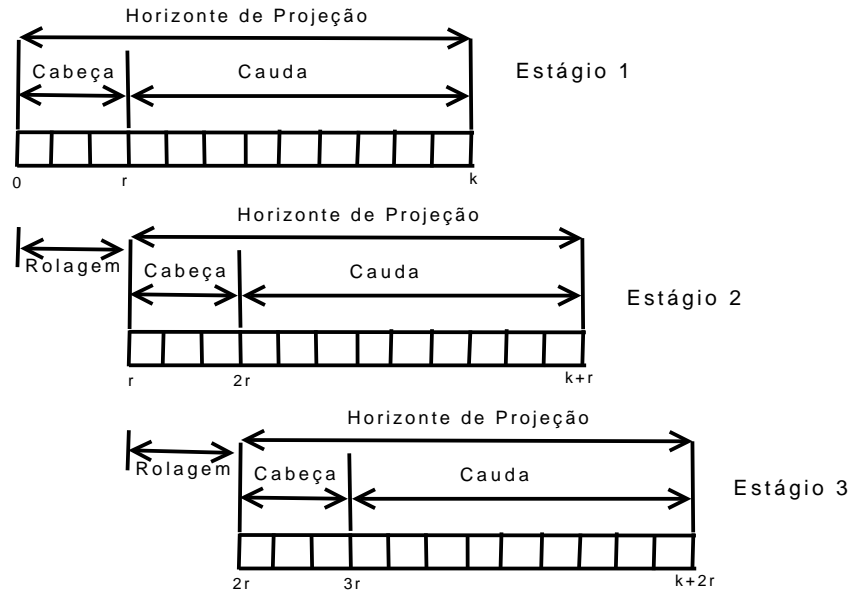 Horizonte de Projeção
Cabeça Cauda Estágio 1
0 r k
Horizonte de Projeção
Rolagem Cabeça Cauda Estágio 2
r 2r k+r
Horizonte de Projeção
Rolagem Cabeça Cauda Estágio 3
2r 3r k+2r